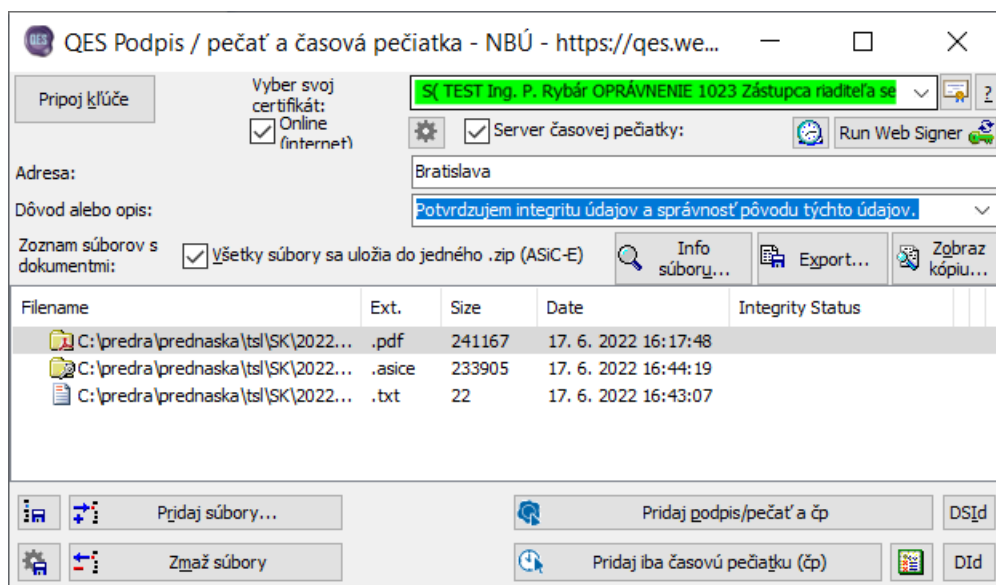 QES Podpis / pečať a časová pečiatka - NBÚ - https://qes.we...
Pripoj kľúče
Vyber svoj
certifikát:
S( TEST Ing. P. Rybár OPRÁVNENIE 1023 Zástupca riaditeľa se
?
Online
(internet)
Server časovej pečiatky:
Run Web Signer
Adresa:
Bratislava
Dôvod alebo opis:
Potvrdzujem integritu údajov a správnosť pôvodu týchto údajov.
Zoznam súborov s
dokumentmi:
Všetky súbory sa uložia do jedného .zip (ASiC-E)
Info
súboru...
Export...
Zobraz
kópiu...
Filename Ext. Size Date Integrity Status
C:\predra\prednaska\tsl\SK\2022... .pdf 241167 17. 6. 2022 16:17:48
C:\predra\prednaska\tsl\SK\2022... .asice 233905 17. 6. 2022 16:44:19
C:\predra\prednaska\tsl\SK\2022... .txt 22 17. 6. 2022 16:43:07
Pridaj súbory... Pridaj podpis/pečať a čp DSId
Zmaž súbory Pridaj iba časovú pečiatku (čp) DId